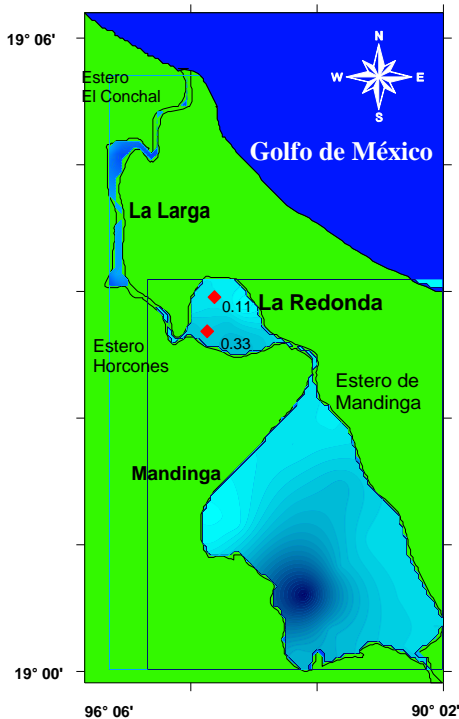 19° 06'
N
W E
S
Estero
El Conchal
Golfo de México
La Larga
La Redonda
0.11
0.33
Estero
Horcones
Estero de
Mandinga
Mandinga
19° 00'
96° 06' 90° 02'